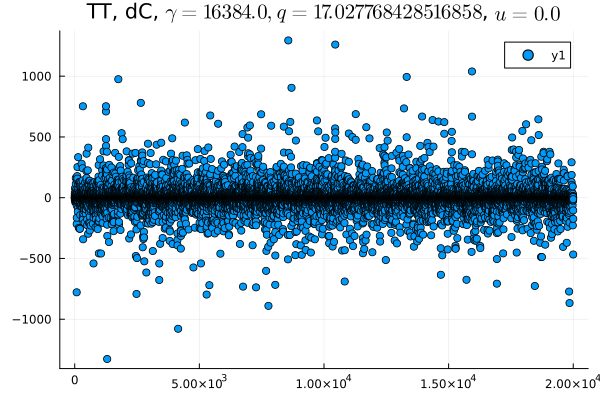 TT, dC, γ = 16384.0, q = 17.027768428516858, u = 0.0
y1
1000
500
0
−500
−1000
0 5.00×10³ 1.00×10⁴ 1.50×10⁴ 2.00×10⁴